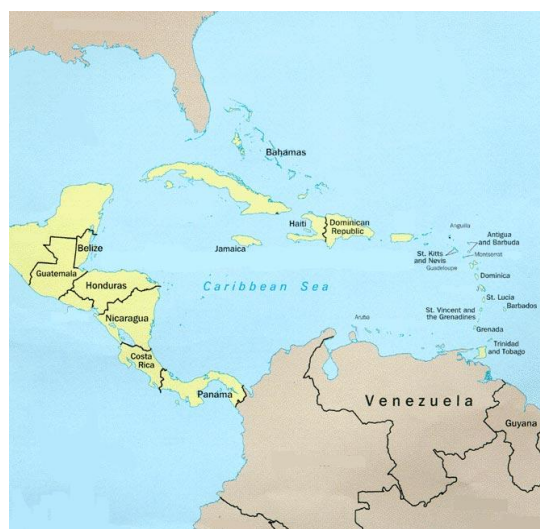 Bahamas
Haiti
Dominican
Republic
Jamaica
Anguilla
Antigua
and Barbuda
St. Kitts
and Nevis
Montserrat
Guadeloupe
Belize
Guatemala
Honduras
Caribbean Sea
Dominica
St. Lucia
Nicaragua
Aruba
St. Vincent and
the Grenadines
Barbados
Grenada
Costa
Rica
Trinidad
and Tobago
Panama
Venezuela
Guyana